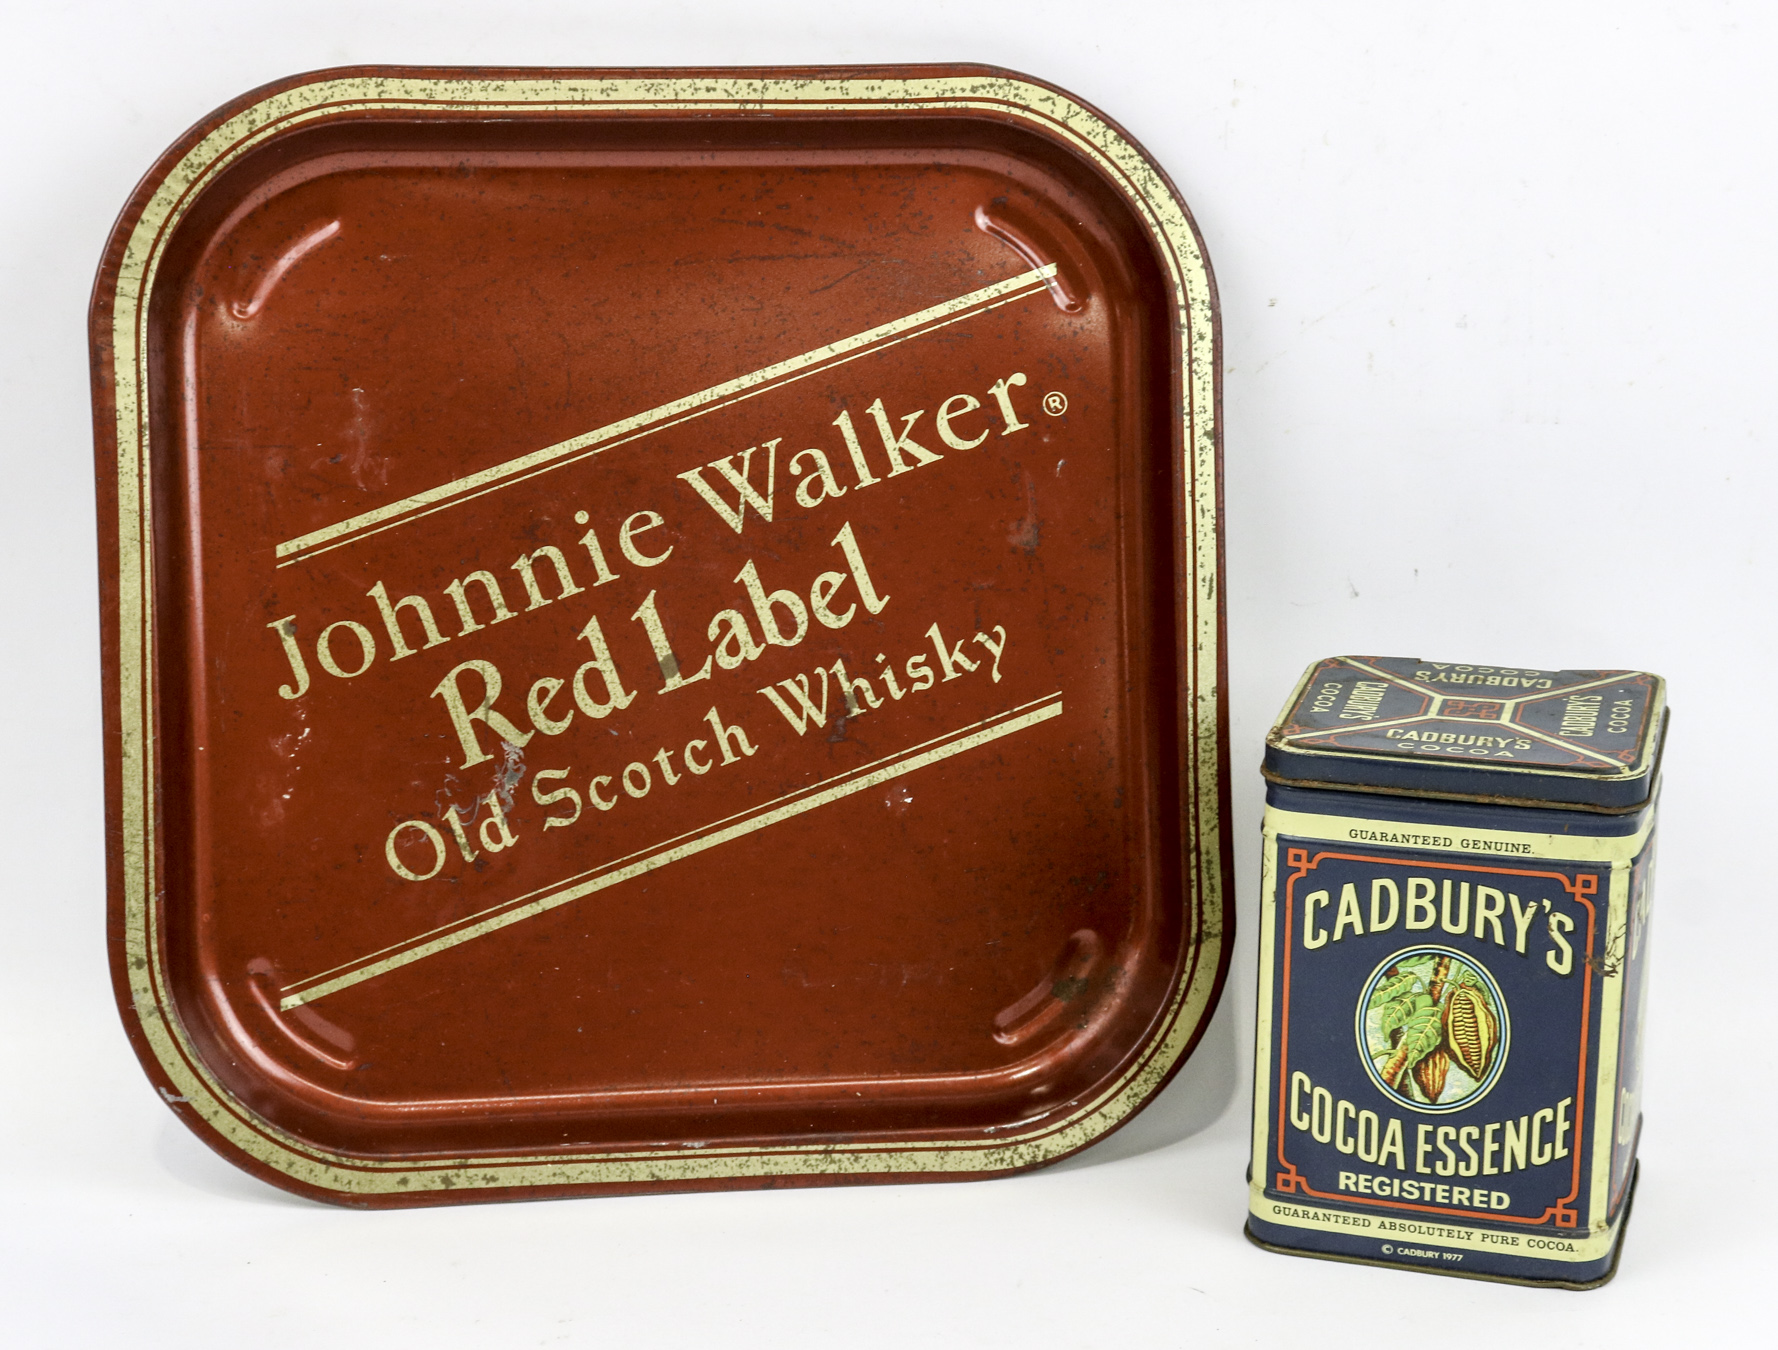 Johnnie Walker®
Red Label
Old Scotch Whisky
CADBURY'S
COCOA
CADBURY'S
COCOA
CADBURY'S
COCOA
CADBURY'S
COCOA
GUARANTEED GENUINE.
CADBURY'S
COCOA ESSENCE
REGISTERED
GUARANTEED ABSOLUTELY PURE COCOA.
© CADBURY 1977